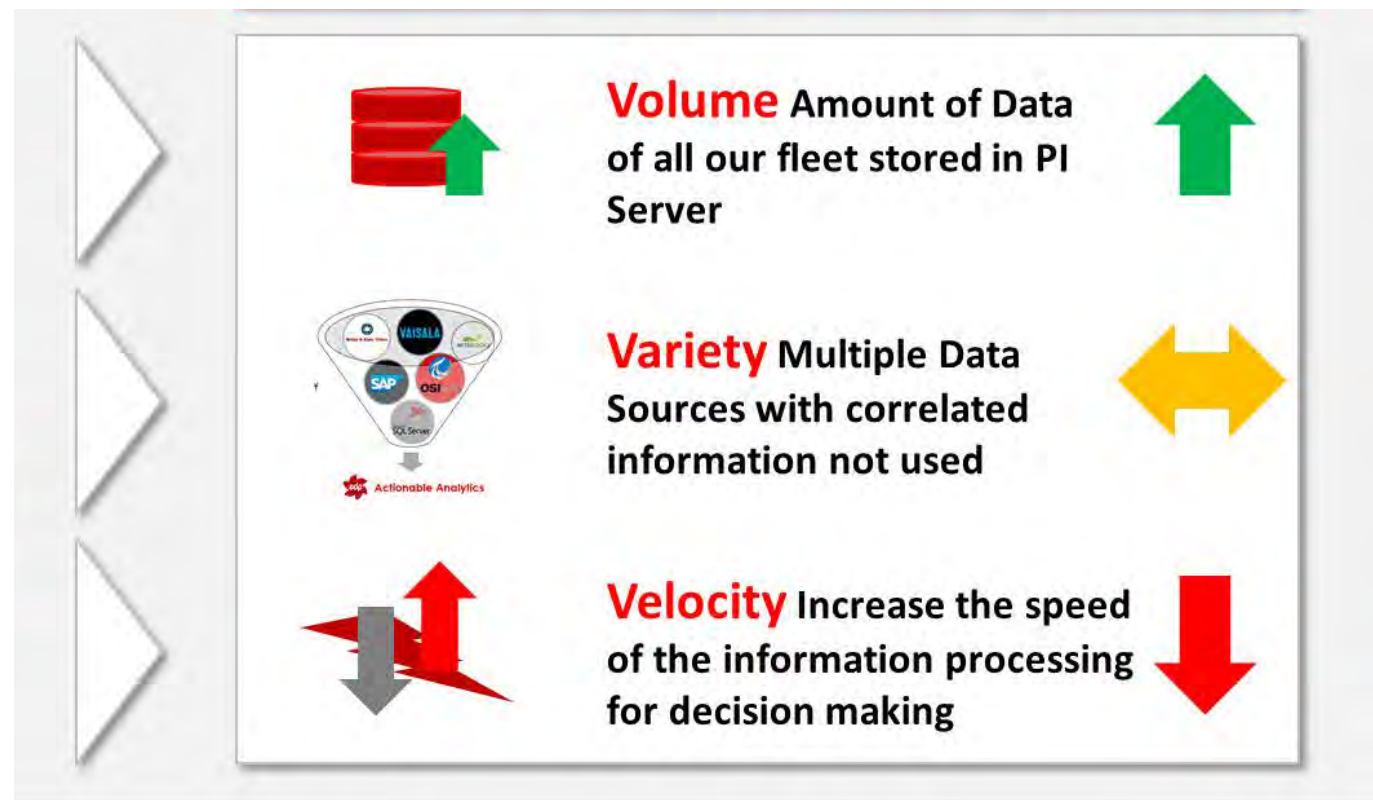 Volume Amount of Data
of all our fleet stored in PI
Server
VAISALA
SAP
OSI
SQL Server
edp Actionable Analytics
Variety Multiple Data
Sources with correlated
information not used
Velocity Increase the speed
of the information processing
for decision making